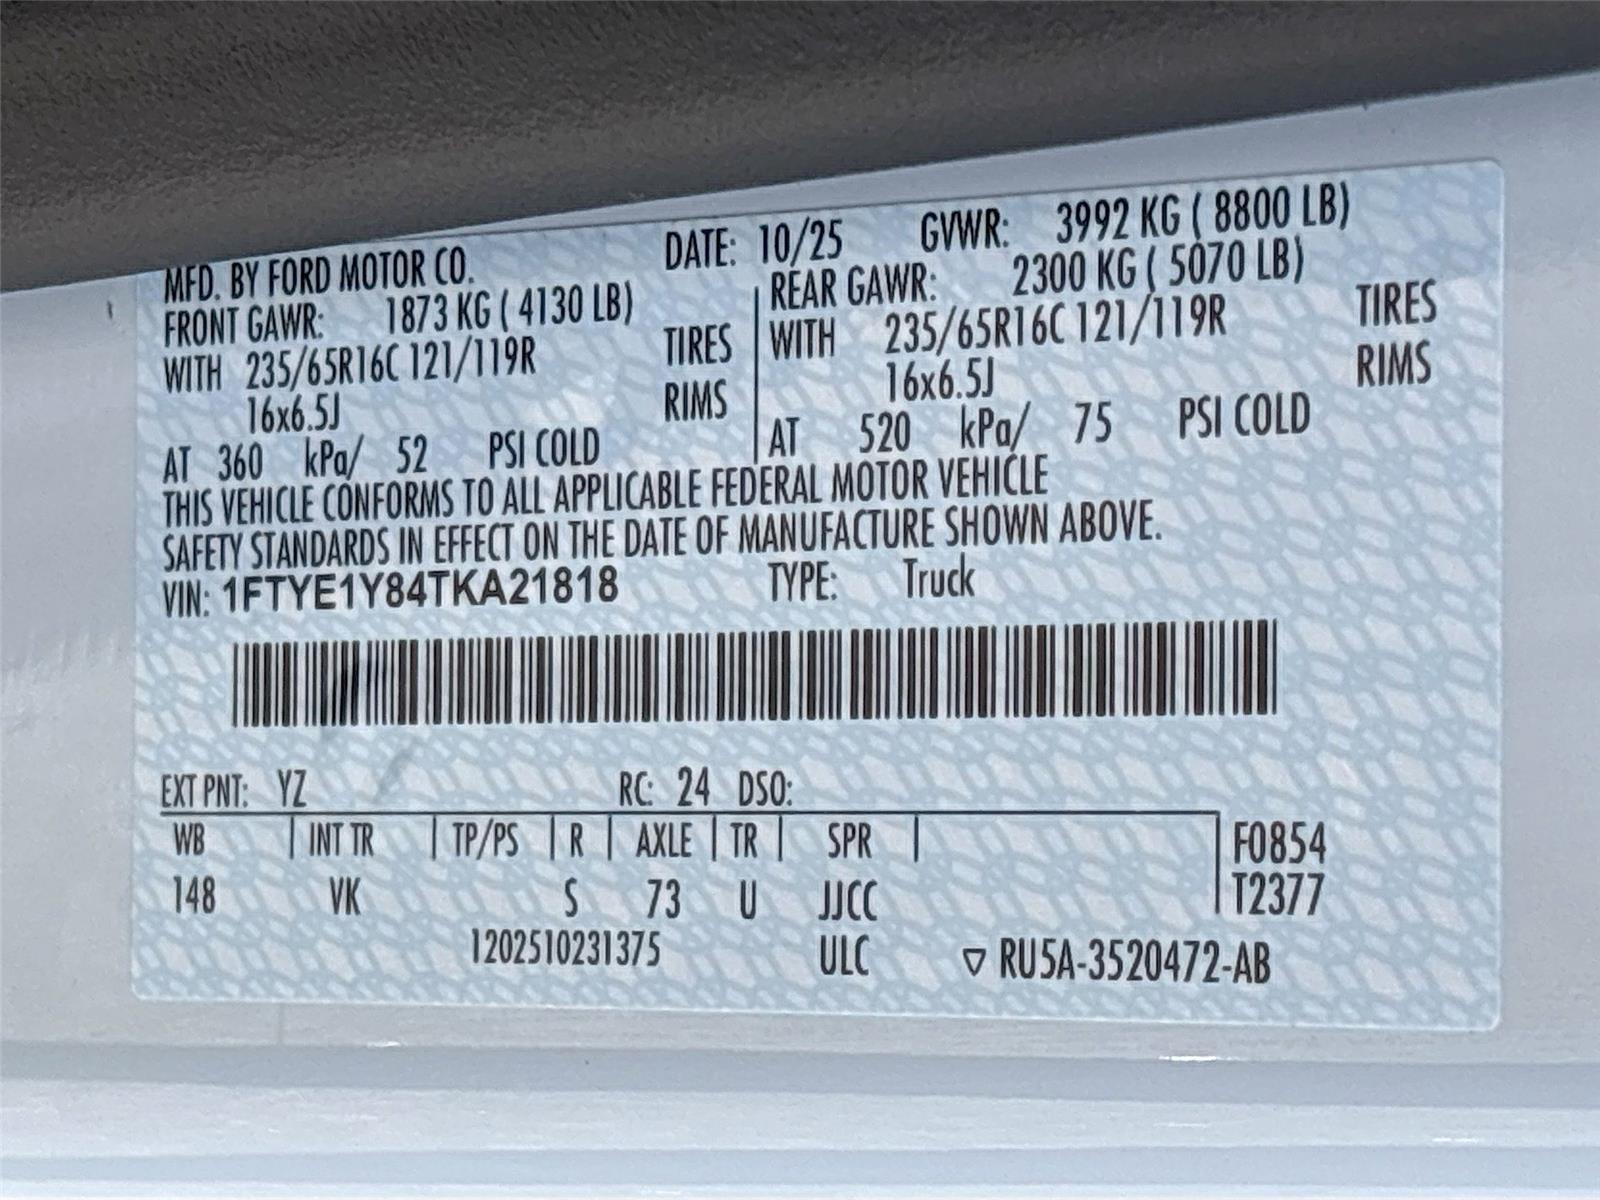 MFD. BY FORD MOTOR CO. DATE: 10/25 GVWR: 3992 KG ( 8800 LB)
FRONT GAWR: 1873 KG ( 4130 LB) REAR GAWR: 2300 KG ( 5070 LB)
WITH 235/65R16C 121/119R TIRES WITH 235/65R16C 121/119R TIRES
16x6.5J RIMS 16x6.5J RIMS
AT 360 kPa/ 52 PSI COLD AT 520 kPa/ 75 PSI COLD
THIS VEHICLE CONFORMS TO ALL APPLICABLE FEDERAL MOTOR VEHICLE
SAFETY STANDARDS IN EFFECT ON THE DATE OF MANUFACTURE SHOWN ABOVE.
VIN: 1FTYE1Y84TKA21818 TYPE: Truck
EXT PNT: YZ RC: 24 DSO:
WB INT TR TP/PS R AXLE TR SPR F0854
148 VK S 73 U JJCC T2377
1202510231375 ULC ▽ RU5A-3520472-AB